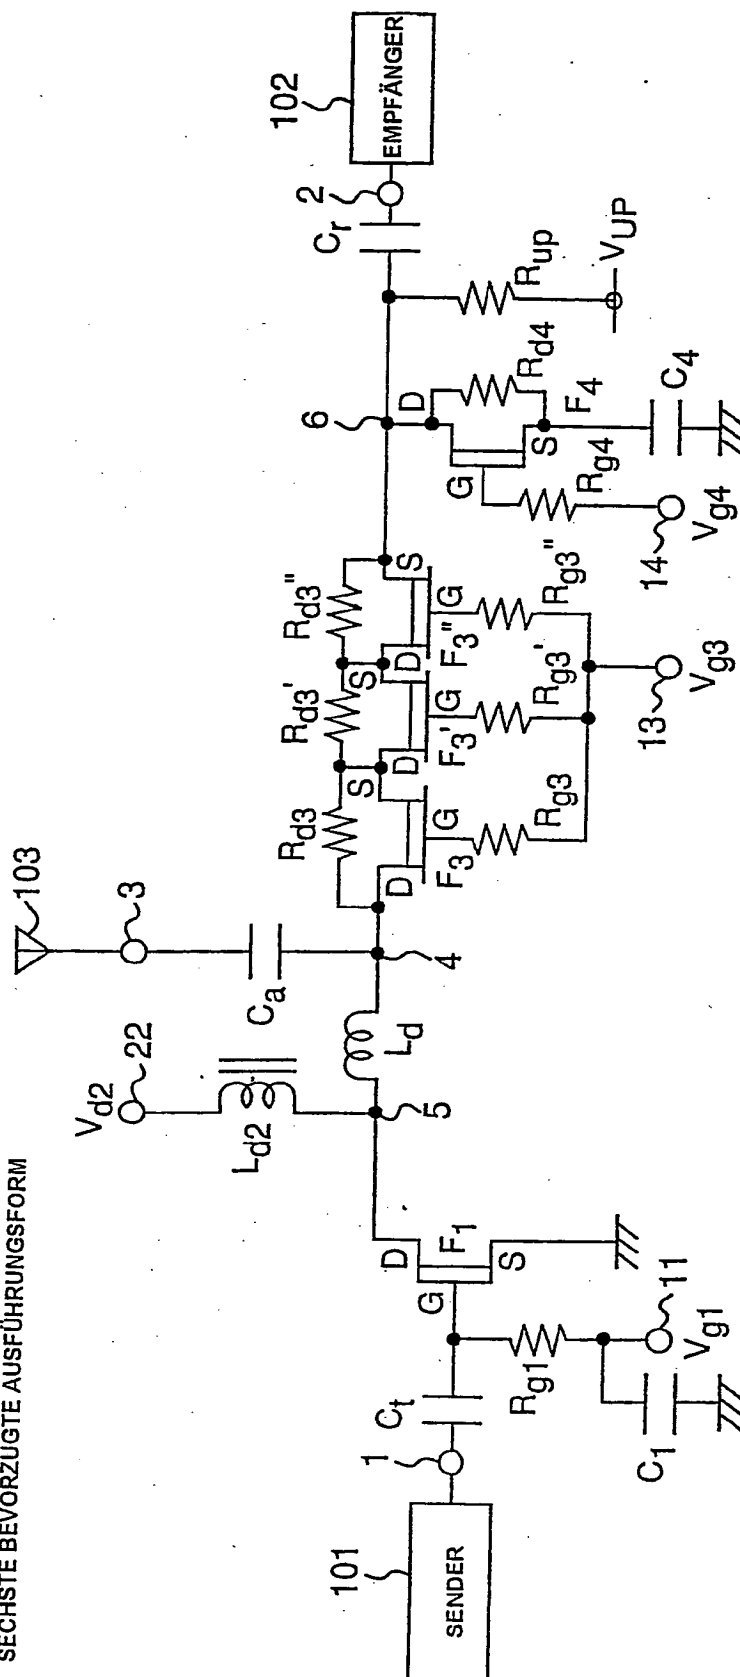 SECHSTE BEVORZUGTE AUSFÜHRUNGSFORM
101
SENDER
1
Ct
Rg1
C1
Vg1
11
G
D
F1
S
Vd2
22
Ld2
5
Ld
4
Ca
3
103
Rd3
Rd3'
Rd3"
D
S
D
S
D
S
F3
F3'
F3"
G
G
G
Rg3
Rg3'
Rg3"
13
Vg3
6
D
G
S
Rd4
F4
Rg4
14
Vg4
C4
Rup
VUP
Cr
2
102
EMPFÄNGER